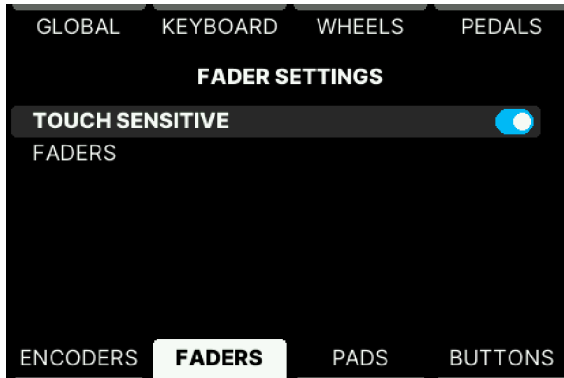 GLOBAL KEYBOARD WHEELS PEDALS
FADER SETTINGS
TOUCH SENSITIVE
FADERS
ENCODERS FADERS PADS BUTTONS